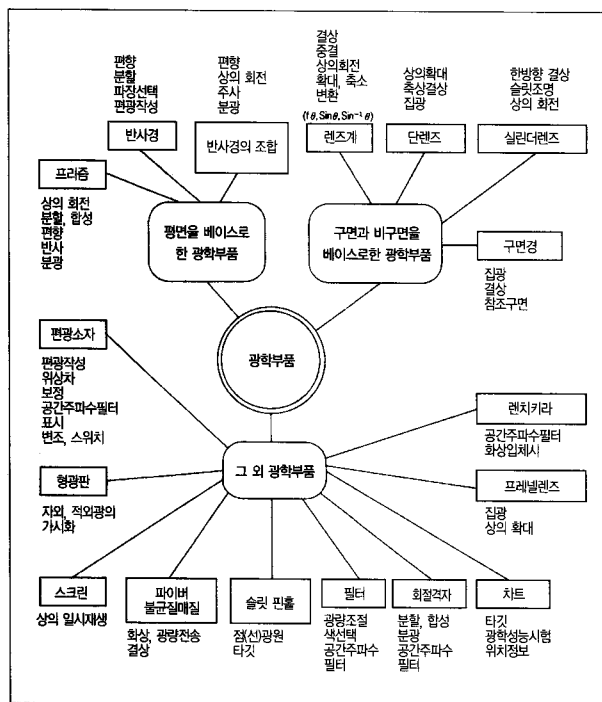 편향
분할
파장선택
편광작성
반사경
편향
상의 회전
주사
분광
반사경의 조합
결상
중결
상의회전
확대, 축소
변환
(fθ, Sinθ, Sin⁻¹θ)
렌즈계
상의확대
축상결상
집광
단렌즈
한방향 결상
슬릿조명
상의 회전
실린더렌즈
프리즘
상의 회전
분할, 합성
편향
반사
분광
평면을 베이스로
한 광학부품
구면과 비구면을
베이스로한 광학부품
구면경
집광
결상
참조구면
광학부품
편광소자
편광작성
위상차
보정
공간주파수필터
표시
변조, 스위치
렌치키라
공간주파수필터
화상입체시
그 외 광학부품
형광판
자외, 적외광의
가시화
프레넬렌즈
집광
상의 확대
스크린
상의 일시재생
파이버
불균질매질
화상, 광량전송
결상
슬릿 핀홀
점(선)광원
타깃
필터
광량조절
색선택
공간주파수
필터
회절격자
분할, 합성
분광
공간주파수
필터
차트
타깃
광학성능시험
위치정보